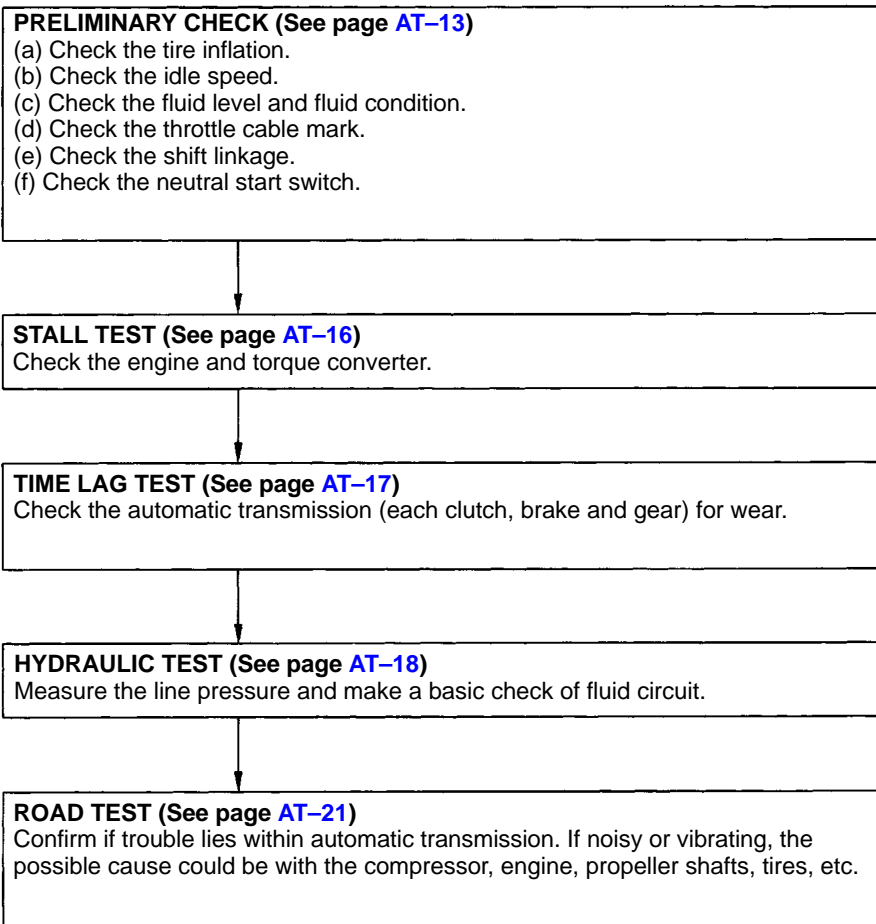 PRELIMINARY CHECK (See page AT–13)
(a) Check the tire inflation.
(b) Check the idle speed.
(c) Check the fluid level and fluid condition.
(d) Check the throttle cable mark.
(e) Check the shift linkage.
(f) Check the neutral start switch.
STALL TEST (See page AT–16)
Check the engine and torque converter.
TIME LAG TEST (See page AT–17)
Check the automatic transmission (each clutch, brake and gear) for wear.
HYDRAULIC TEST (See page AT–18)
Measure the line pressure and make a basic check of fluid circuit.
ROAD TEST (See page AT–21)
Confirm if trouble lies within automatic transmission. If noisy or vibrating, the
possible cause could be with the compressor, engine, propeller shafts, tires, etc.